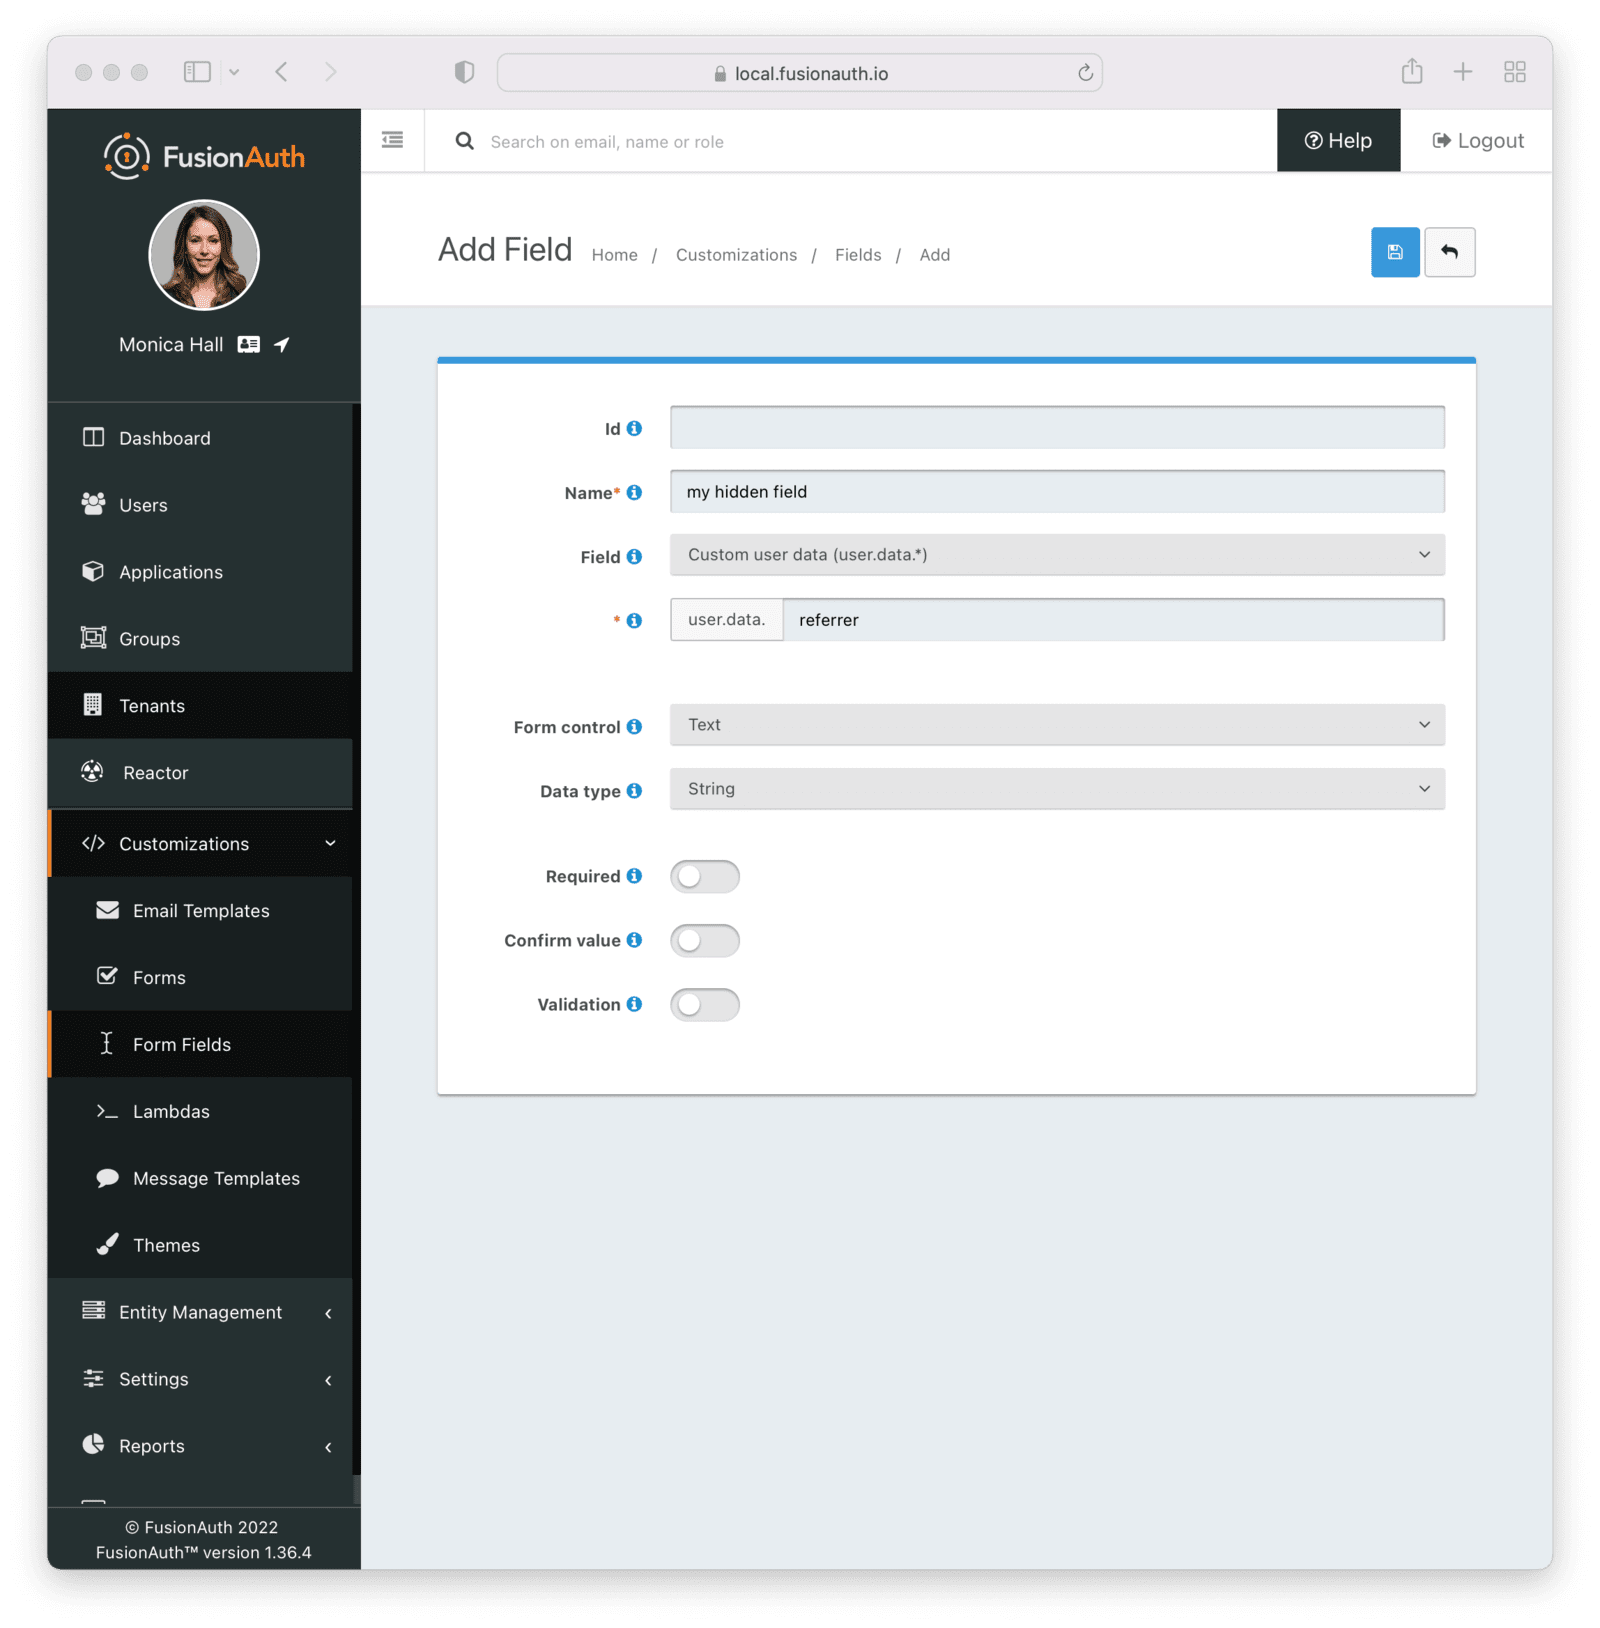 local.fusionauth.io
FusionAuth
Search on email, name or role
Help
Logout
Monica Hall
Add Field Home / Customizations / Fields / Add
Dashboard
Users
Applications
Groups
Tenants
Reactor
Customizations
Email Templates
Forms
Form Fields
Lambdas
Message Templates
Themes
Entity Management
Settings
Reports
© FusionAuth 2022
FusionAuth™ version 1.36.4
Id
Name* my hidden field
Field Custom user data (user.data.*)
* user.data. referrer
Form control Text
Data type String
Required
Confirm value
Validation